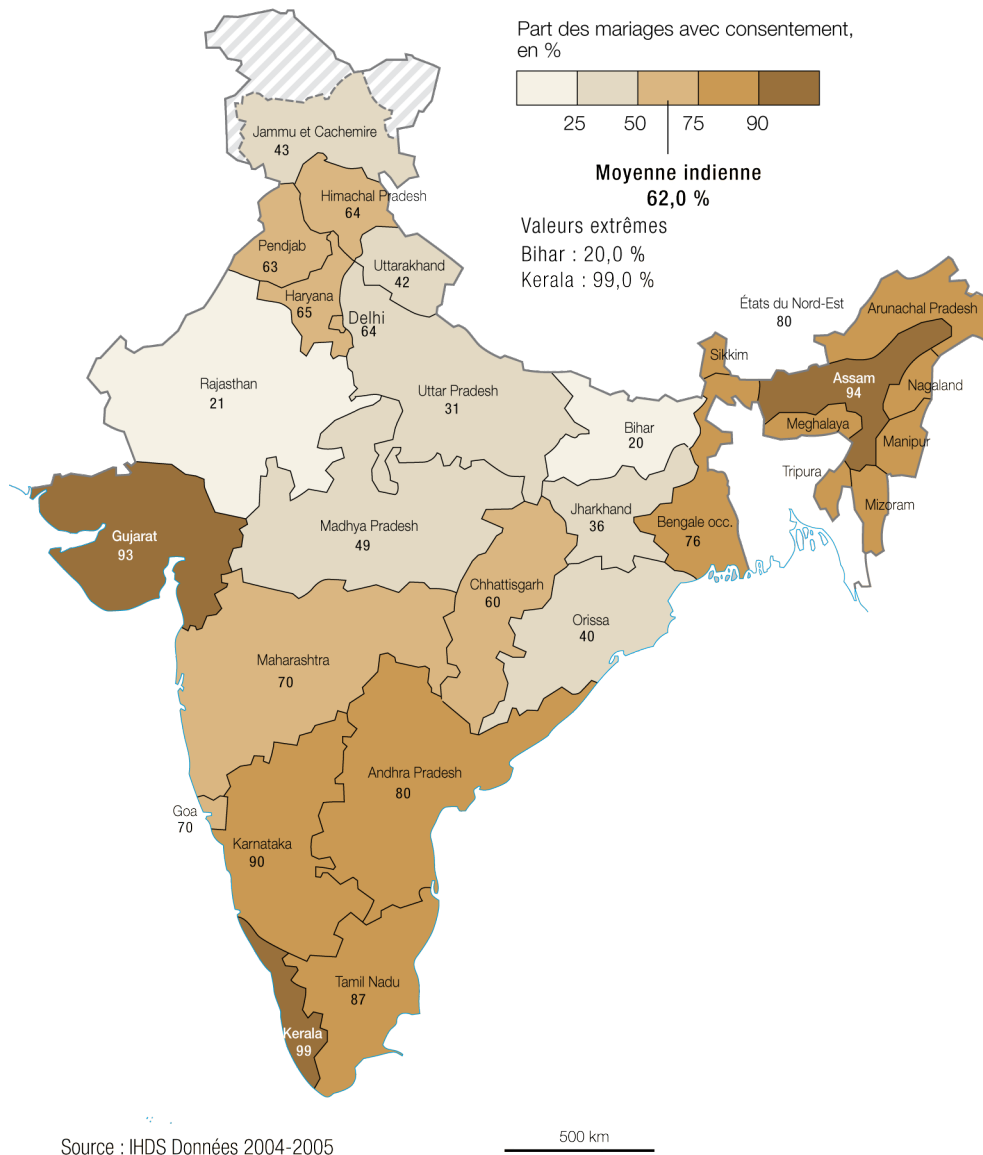 Part des mariages avec consentement,
en %
25 50 75 90
Moyenne indienne
62,0 %
Valeurs extrêmes
Bihar : 20,0 %
Kerala : 99,0 %
Jammu et Cachemire
43
Himachal Pradesh
64
Pendjab
63
Uttarakhand
42
Haryana
65
Delhi
64
États du Nord-Est
80
Arunachal Pradesh
Sikkim
Assam
94
Nagaland
Meghalaya
Manipur
Tripura
Mizoram
Rajasthan
21
Uttar Pradesh
31
Bihar
20
Gujarat
93
Madhya Pradesh
49
Jharkhand
36
Bengale occ.
76
Chhattisgarh
60
Orissa
40
Maharashtra
70
Andhra Pradesh
80
Goa
70
Karnataka
90
Tamil Nadu
87
Kerala
99
Source : IHDS Données 2004-2005
500 km